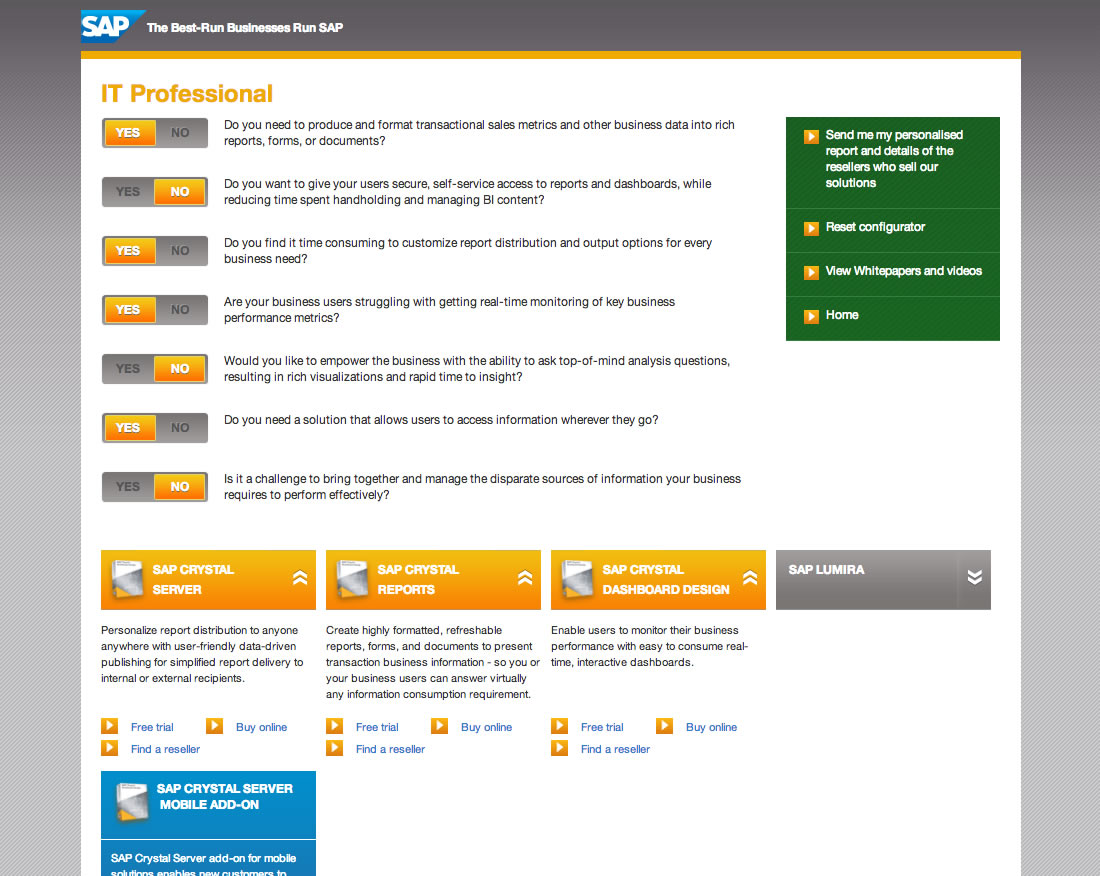 SAP The Best-Run Businesses Run SAP
IT Professional
YES NO
Do you need to produce and format transactional sales metrics and other business data into rich
reports, forms, or documents?
YES NO
Do you want to give your users secure, self-service access to reports and dashboards, while
reducing time spent handholding and managing BI content?
YES NO
Do you find it time consuming to customize report distribution and output options for every
business need?
YES NO
Are your business users struggling with getting real-time monitoring of key business
performance metrics?
YES NO
Would you like to empower the business with the ability to ask top-of-mind analysis questions,
resulting in rich visualizations and rapid time to insight?
YES NO
Do you need a solution that allows users to access information wherever they go?
YES NO
Is it a challenge to bring together and manage the disparate sources of information your business
requires to perform effectively?
Send me my personalised
report and details of the
resellers who sell our
solutions
Reset configurator
View Whitepapers and videos
Home
SAP CRYSTAL
SERVER
Personalize report distribution to anyone
anywhere with user-friendly data-driven
publishing for simplified report delivery to
internal or external recipients.
Free trial Buy online
Find a reseller
SAP CRYSTAL
REPORTS
Create highly formatted, refreshable
reports, forms, and documents to present
transaction business information - so you or
your business users can answer virtually
any information consumption requirement.
Free trial Buy online
Find a reseller
SAP CRYSTAL
DASHBOARD DESIGN
Enable users to monitor their business
performance with easy to consume real-
time, interactive dashboards.
Free trial Buy online
Find a reseller
SAP LUMIRA
SAP CRYSTAL SERVER
MOBILE ADD-ON
SAP Crystal Server add-on for mobile
solutions enables new customers to